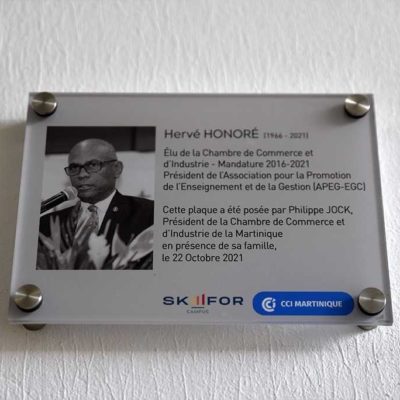 Hervé HONORÉ (1966 - 2021)
Élu de la Chambre de Commerce et
d'Industrie - Mandature 2016-2021
Président de l'Association pour la Promotion
de l'Enseignement et de la Gestion (APEG-EGC)
Cette plaque a été posée par Philippe JOCK,
Président de la Chambre de Commerce et
d'Industrie de la Martinique
en présence de sa famille,
le 22 Octobre 2021
SKILLFOR
CAMPUS
CCI MARTINIQUE